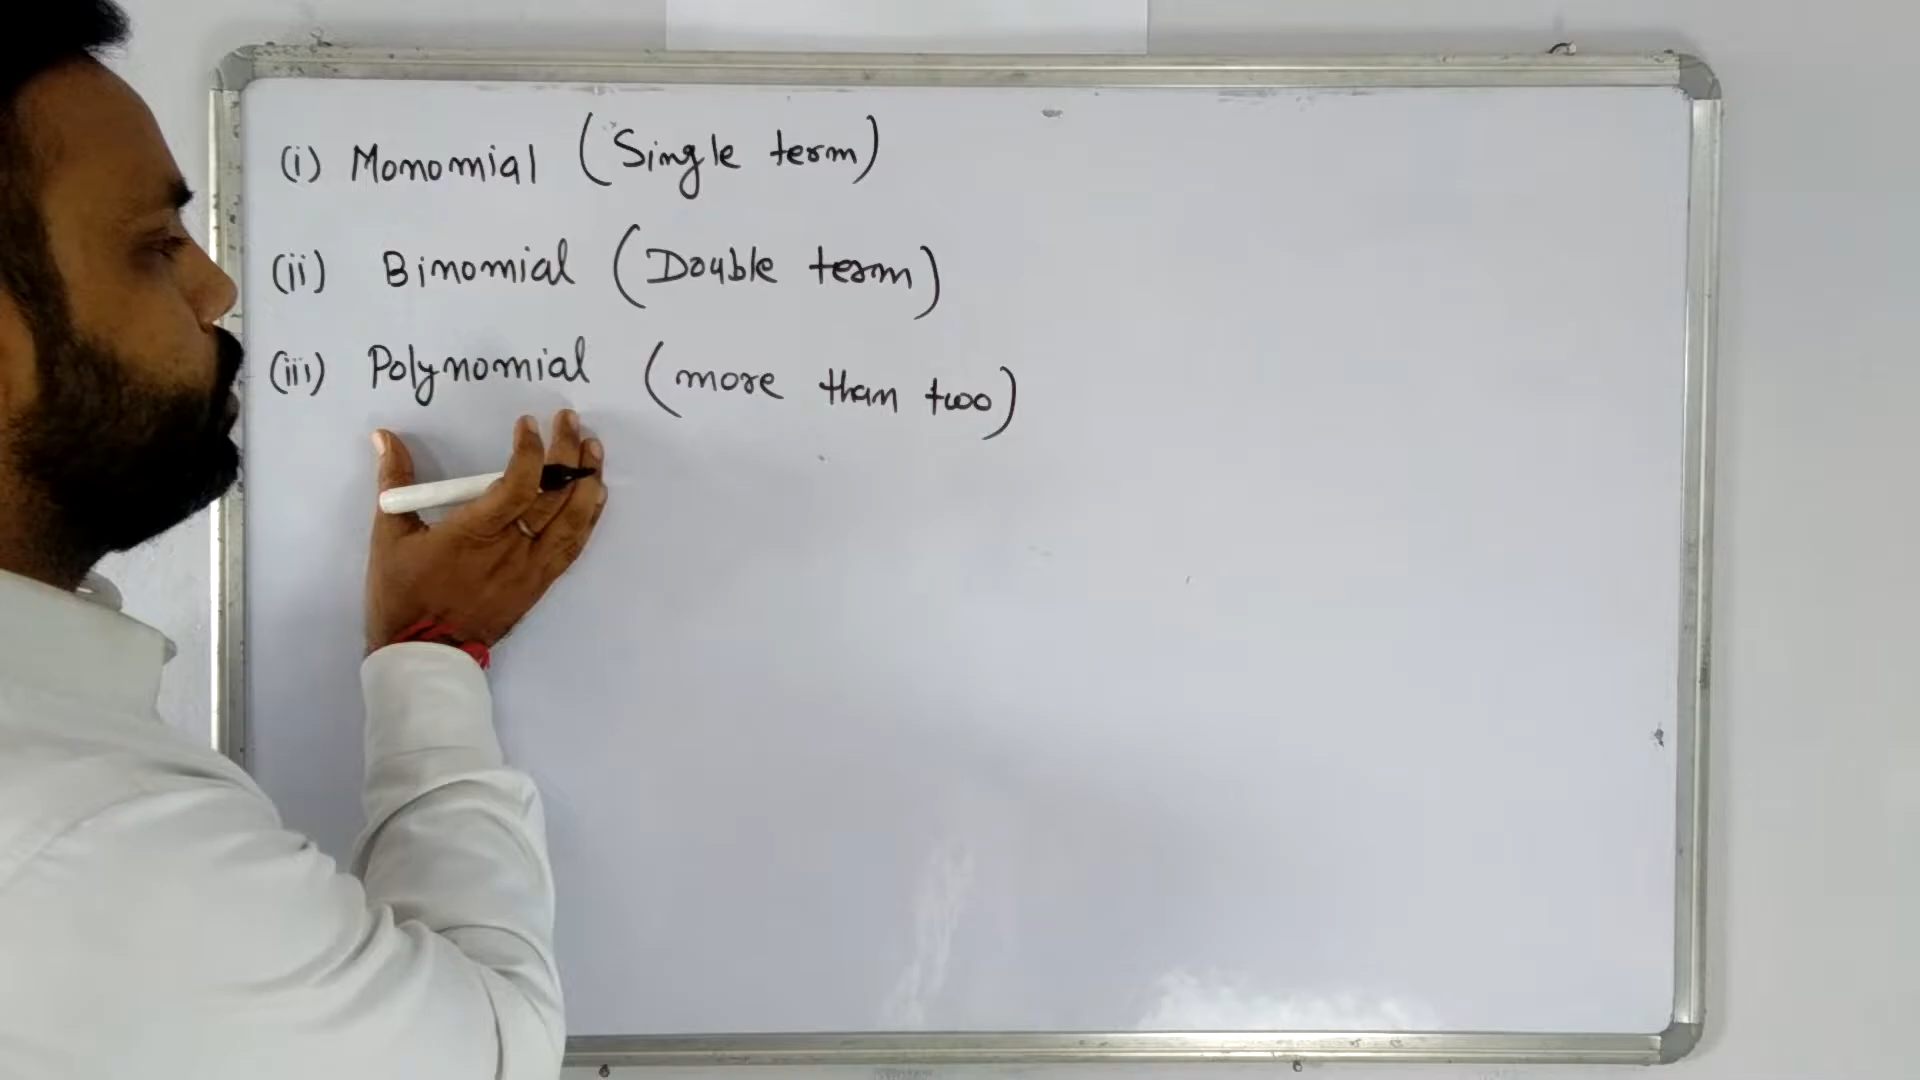 (i) Monomial (Single term)
(ii) Binomial (Double term)
(iii) Polynomial (more than two)